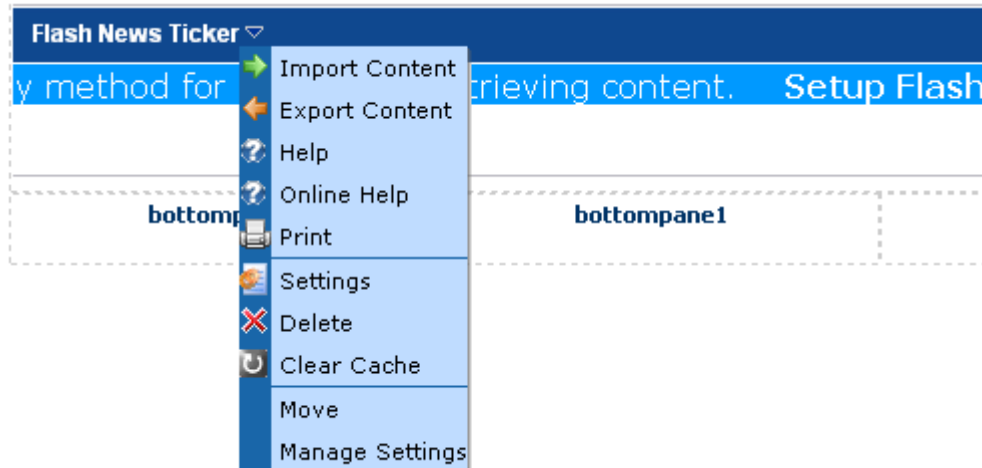 Flash News Ticker
y method for trieving content. Setup Flash
Import Content
Export Content
Help
Online Help
Print
Settings
Delete
Clear Cache
Move
Manage Settings
bottomp bottompane1